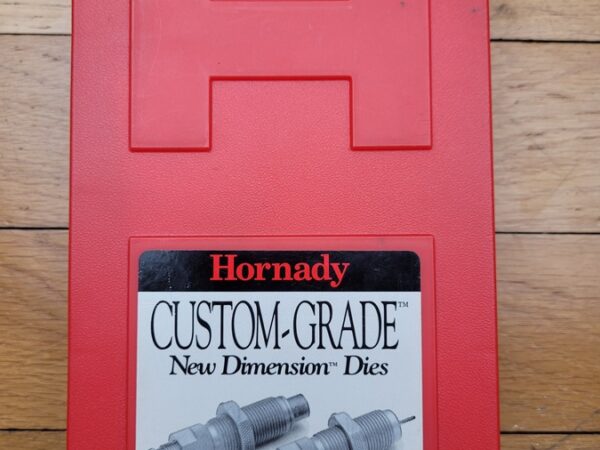 Hornady
CUSTOM-GRADE™
New Dimension™ Dies